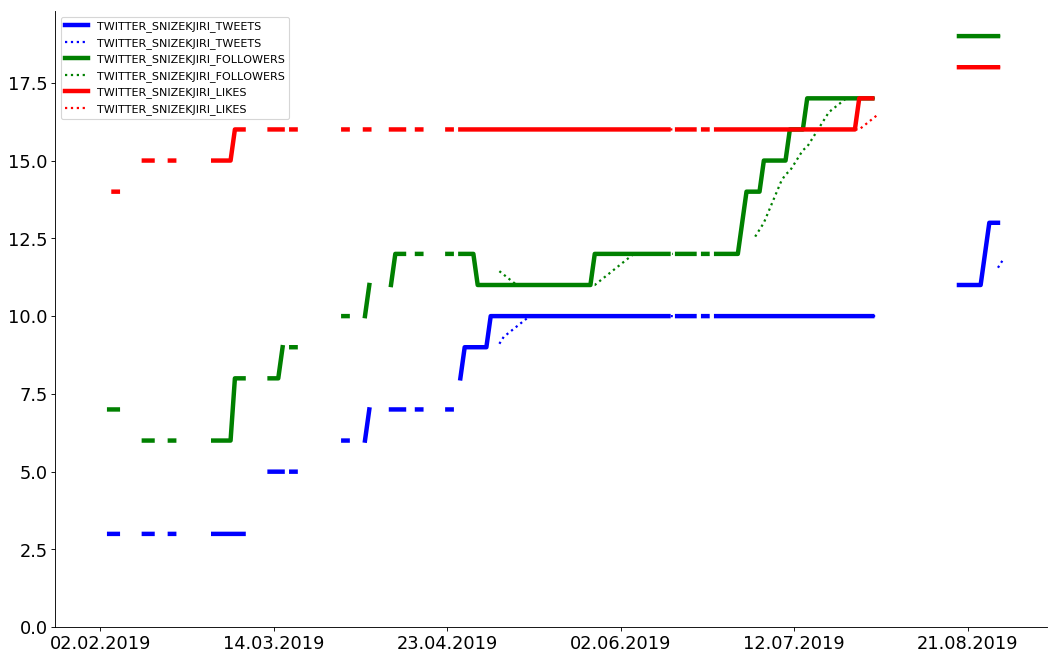 TWITTER_SNIZEKJIRI_TWEETS
TWITTER_SNIZEKJIRI_TWEETS
TWITTER_SNIZEKJIRI_FOLLOWERS
TWITTER_SNIZEKJIRI_FOLLOWERS
TWITTER_SNIZEKJIRI_LIKES
TWITTER_SNIZEKJIRI_LIKES
17.5
15.0
12.5
10.0
7.5
5.0
2.5
0.0
02.02.2019 14.03.2019 23.04.2019 02.06.2019 12.07.2019 21.08.2019